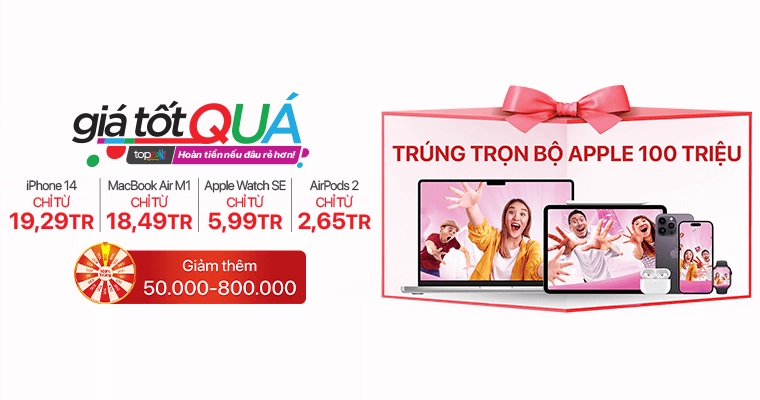 giá tốt QUÁ
Hoàn tiền nếu đâu rẻ hơn!
iPhone 14
CHỈ TỪ
19,29TR
MacBook Air M1
CHỈ TỪ
18,49TR
Apple Watch SE
CHỈ TỪ
5,99TR
AirPods 2
CHỈ TỪ
2,65TR
Giảm thêm
50.000-800.000
TRÚNG TRỌN BỘ APPLE 100 TRIỆU